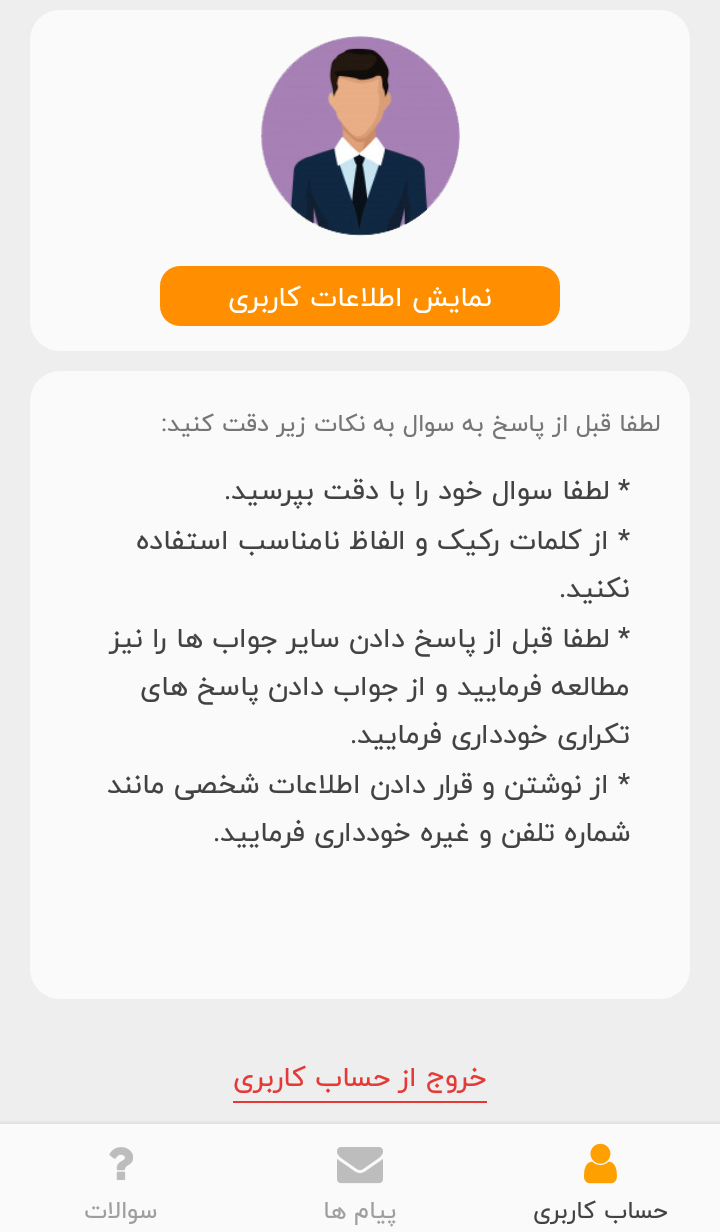 نمایش اطلاعات کاربری
لطفا قبل از پاسخ به سوال به نکات زیر دقت کنید:
* لطفا سوال خود را با دقت بپرسید.
* از کلمات رکیک و الفاظ نامناسب استفاده
نکنید.
* لطفا قبل از پاسخ دادن سایر جواب ها را نیز
مطالعه فرمایید و از جواب دادن پاسخ های
تکراری خودداری فرمایید.
* از نوشتن و قرار دادن اطلاعات شخصی مانند
شماره تلفن و غیره خودداری فرمایید.
خروج از حساب کاربری
حساب کاربری
پیام ها
سوالات